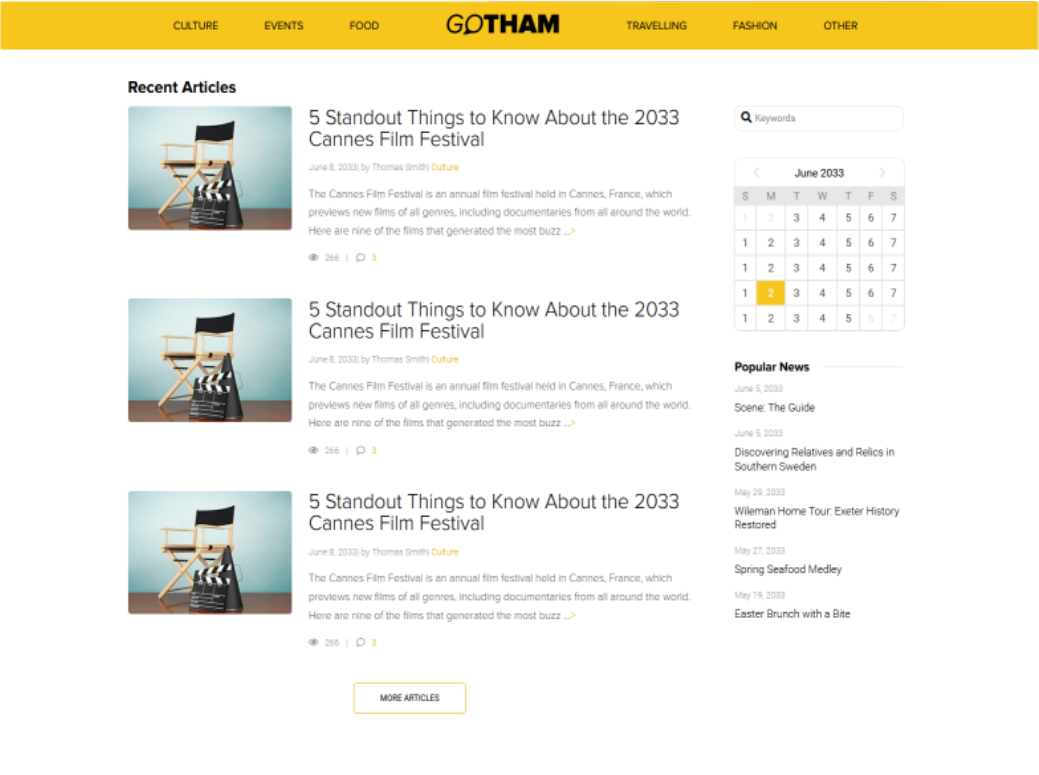 CULTURE EVENTS FOOD GOTHAM TRAVELLING FASHION OTHER
Recent Articles
5 Standout Things to Know About the 2033
Cannes Film Festival
June 8, 2033| by Thomas Smith| Culture
The Cannes Film Festival is an annual film festival held in Cannes, France, which
previews new films of all genres, including documentaries from all around the world.
Here are nine of the films that generated the most buzz ...>
266 | 3
5 Standout Things to Know About the 2033
Cannes Film Festival
June 8, 2033| by Thomas Smith| Culture
The Cannes Film Festival is an annual film festival held in Cannes, France, which
previews new films of all genres, including documentaries from all around the world.
Here are nine of the films that generated the most buzz ...>
266 | 3
5 Standout Things to Know About the 2033
Cannes Film Festival
June 8, 2033| by Thomas Smith| Culture
The Cannes Film Festival is an annual film festival held in Cannes, France, which
previews new films of all genres, including documentaries from all around the world.
Here are nine of the films that generated the most buzz ...>
266 | 3
MORE ARTICLES
Keywords
< June 2033 >
S M T W T F S
1 2 3 4 5 6 7
1 2 3 4 5 6 7
1 2 3 4 5 6 7
1 2 3 4 5 6 7
1 2 3 4 5 6 7
Popular News
June 5, 2033
Scene: The Guide
June 5, 2033
Discovering Relatives and Relics in
Southern Sweden
May 29, 2033
Wileman Home Tour: Exeter History
Restored
May 27, 2033
Spring Seafood Medley
May 19, 2033
Easter Brunch with a Bite